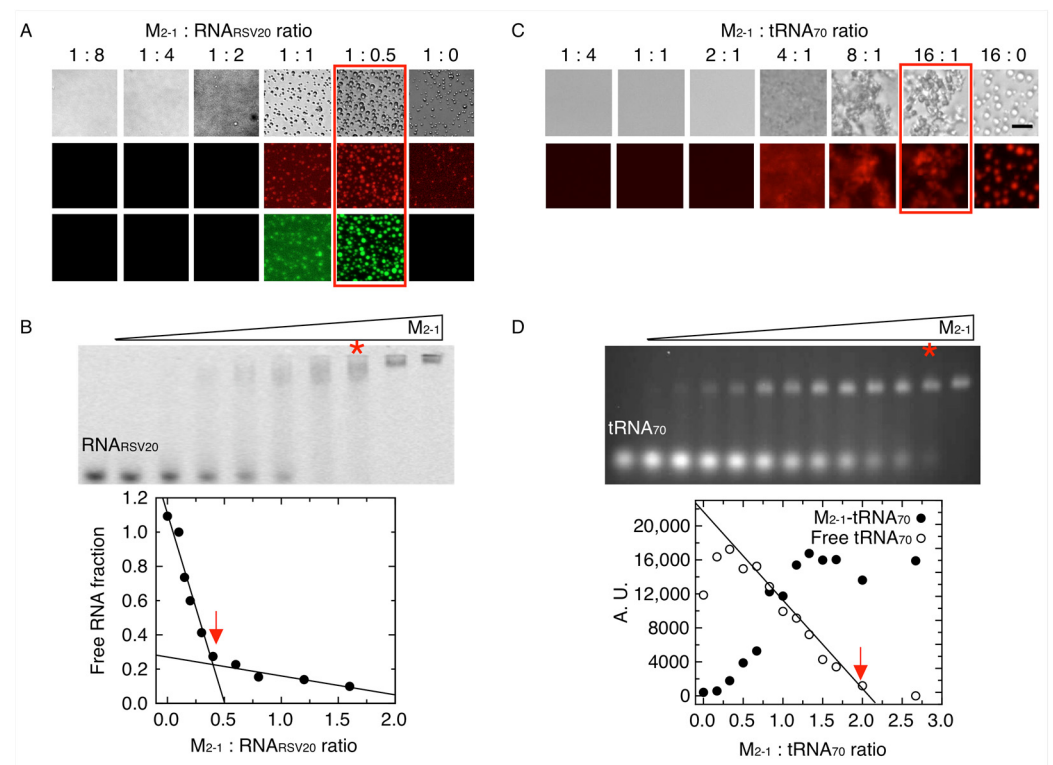 A
M2-1 : RNARSV20 ratio
1 : 8 1 : 4 1 : 2 1 : 1 1 : 0.5 1 : 0
B
M2-1
*
RNARSV20
1.2
1.0
0.8
0.6
0.4
0.2
0.0
Free RNA fraction
0.0 0.5 1.0 1.5 2.0
M2-1 : RNARSV20 ratio
C
M2-1 : tRNA70 ratio
1 : 4 1 : 1 2 : 1 4 : 1 8 : 1 16 : 1 16 : 0
D
M2-1
*
tRNA70
20,000
16,000
12,000
8000
4000
0
A. U.
M2-1-tRNA70
Free tRNA70
0.0 0.5 1.0 1.5 2.0 2.5 3.0
M2-1 : tRNA70 ratio